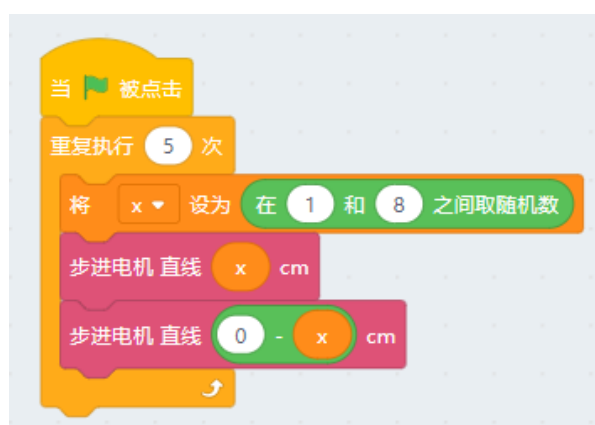 当 被点击
重复执行 5 次
将 x 设为 在 1 和 8 之间取随机数
步进电机 直线 x cm
步进电机 直线 0 - x cm